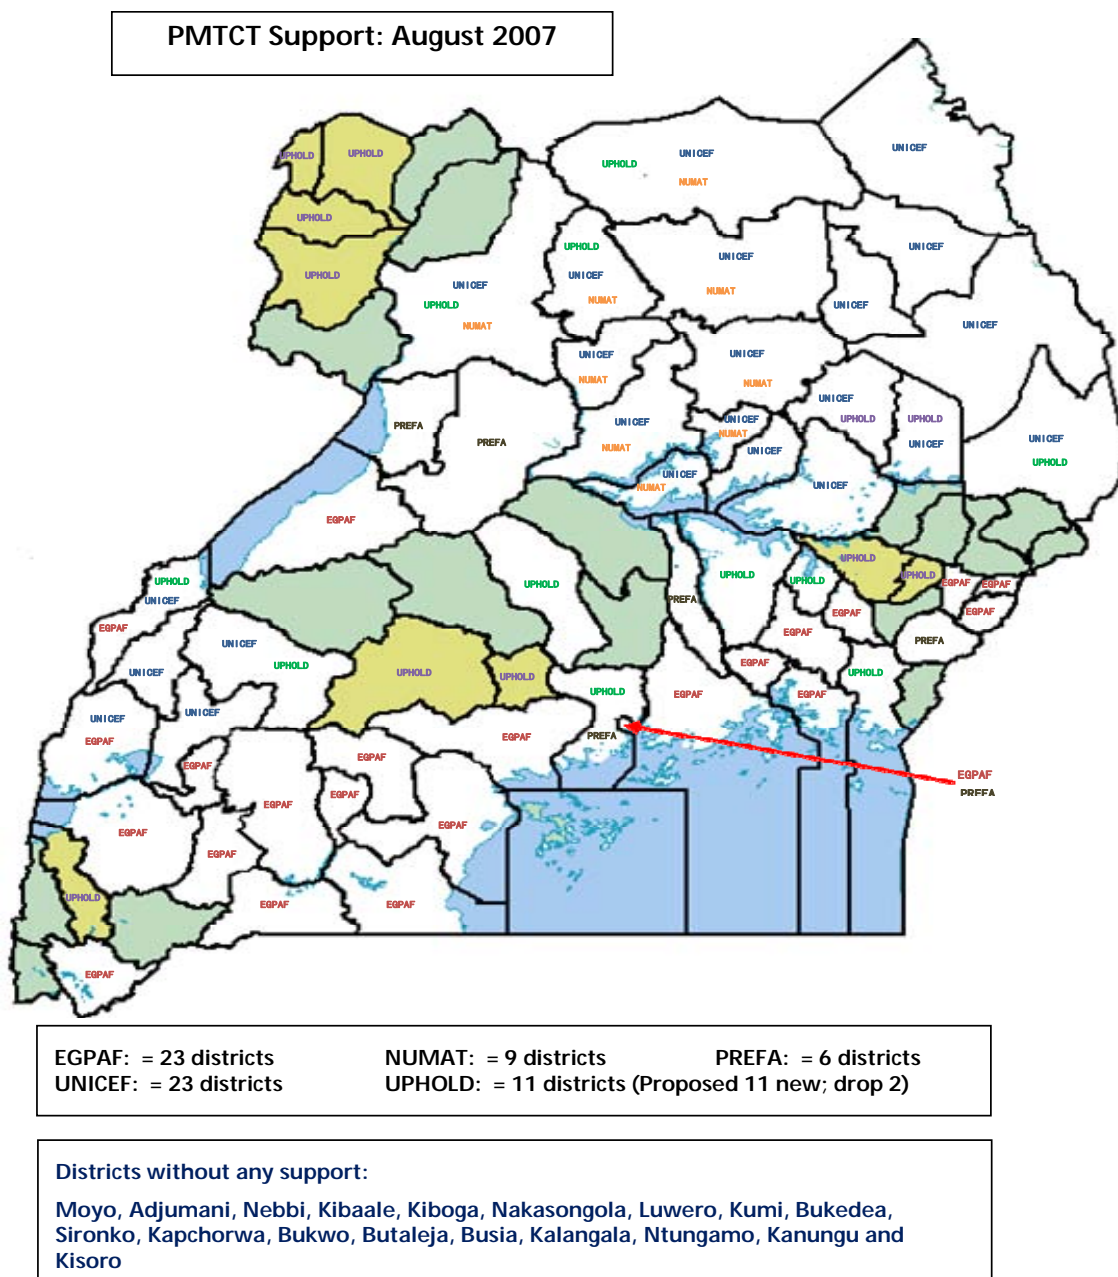 PMTCT Support: August 2007
UNICEF
UPHOLD
UPHOLD
UPHOLD
UNICEF
NUMAT
UPHOLD
UPHOLD
UPHOLD
UNICEF
UNICEF
UNICEF
UNICEF
UPHOLD
NUMAT
NUMAT
UNICEF
UNICEF
NUMAT
UNICEF
UNICEF
UNICEF
NUMAT
NUMAT
UNICEF
PREFA
UPHOLD
UPHOLD
UNICEF
UNICEF
PREFA
NUMAT
NUMAT
UNICEF
UNICEF
UNICEF
UPHOLD
UNICEF
NUMAT
UNICEF
EGPAF
UPHOLD
UPHOLD
UPHOLD
UPHOLD
UPHOLD
UPHOLD
EGPAF
EGPAF
UNICEF
PREFA
EGPAF
EGPAF
EGPAF
EGPAF
PREFA
UNICEF
UPHOLD
EGPAF
UPHOLD
UNICEF
UPHOLD
UPHOLD
UPHOLD
EGPAF
EGPAF
UNICEF
UNICEF
EGPAF
EGPAF
PREFA
EGPAF
EGPAF
EGPAF
EGPAF
PREFA
EGPAF
EGPAF
EGPAF
EGPAF
EGPAF
UPHOLD
EGPAF
EGPAF
EGPAF
EGPAF: = 23 districts NUMAT: = 9 districts PREFA: = 6 districts
UNICEF: = 23 districts UPHOLD: = 11 districts (Proposed 11 new; drop 2)
Districts without any support:
Moyo, Adjumani, Nebbi, Kibaale, Kiboga, Nakasongola, Luwero, Kumi, Bukedea,
Sironko, Kapchorwa, Bukwo, Butaleja, Busia, Kalangala, Ntungamo, Kanungu and
Kisoro